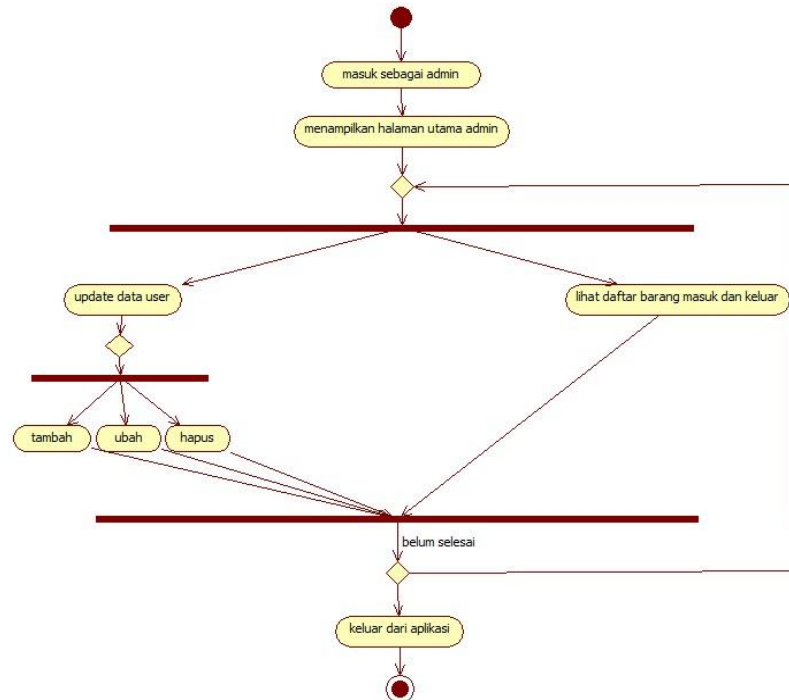 masuk sebagai admin
menampilkan halaman utama admin
update data user
lihat daftar barang masuk dan keluar
tambah
ubah
hapus
belum selesai
keluar dari aplikasi